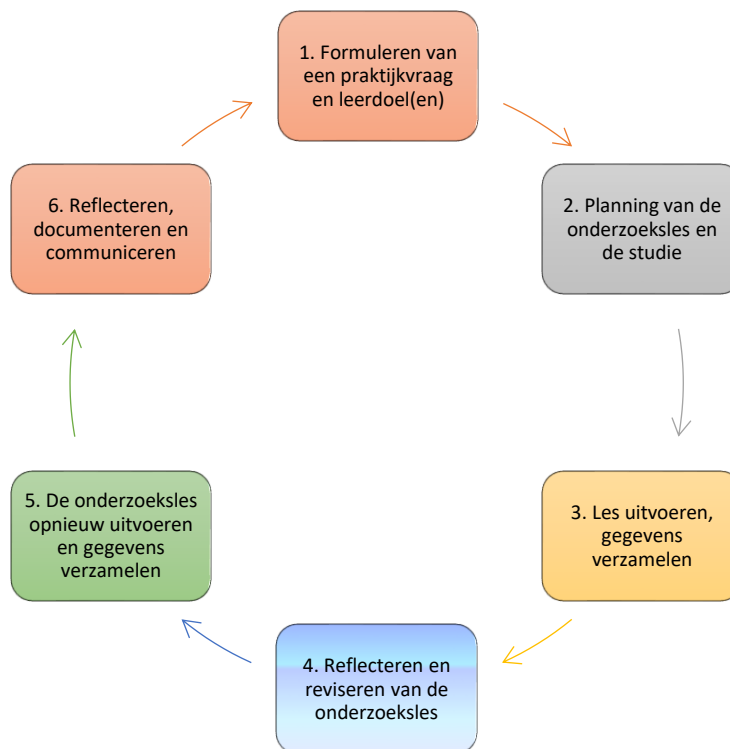 1. Formuleren van
een praktijkvraag
en leerdoel(en)
2. Planning van de
onderzoeksles en
de studie
3. Les uitvoeren,
gegevens
verzamelen
4. Reflecteren en
reviseren van de
onderzoeksles
5. De onderzoeksles
opnieuw uitvoeren
en gegevens
verzamelen
6. Reflecteren,
documenteren en
communiceren